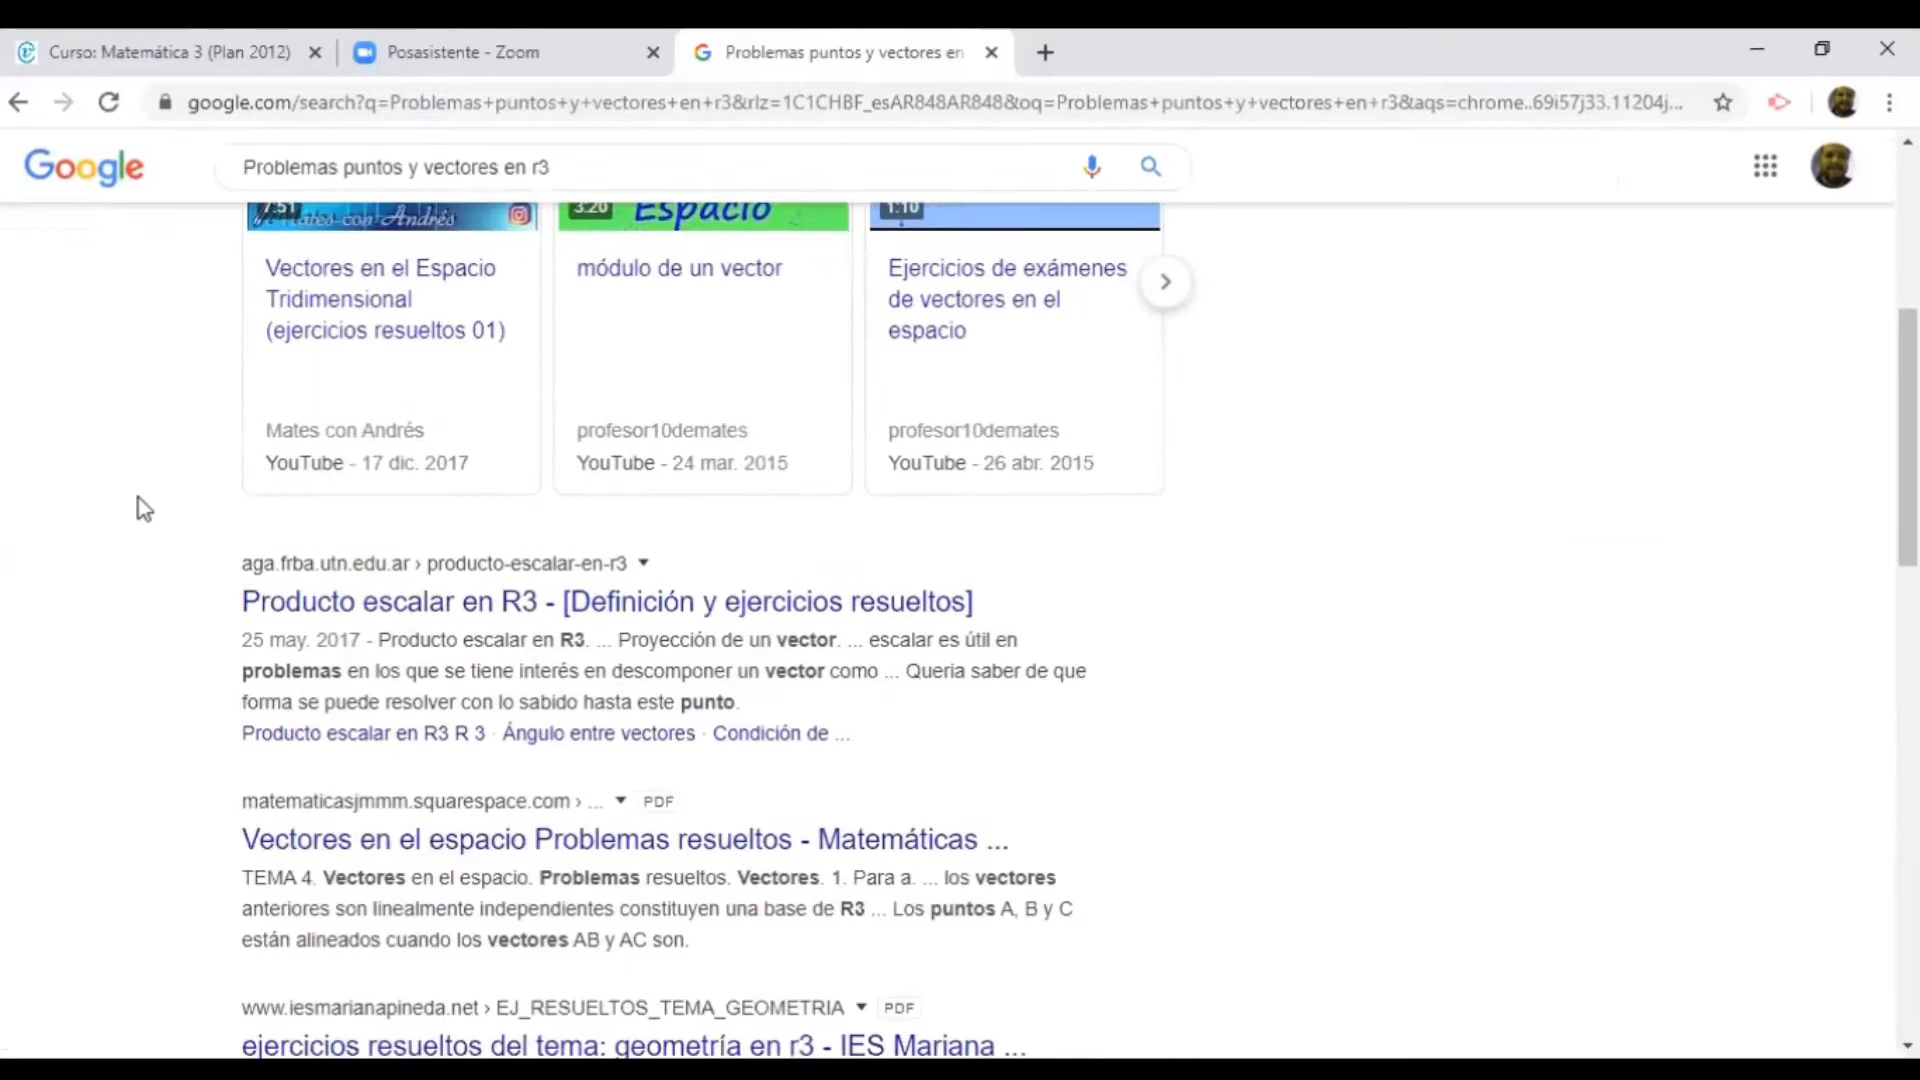 Curso: Matemática 3 (Plan 2012)
Posasistente - Zoom
Problemas puntos y vectores en
google.com/search?q=Problemas+puntos+y+vectores+en+r3&rlz=1C1CHBF_esAR848AR848&oq=Problemas+puntos+y+vectores+en+r3&aqs=chrome..69i57j33.11204j...
Google
Problemas puntos y vectores en r3
7:51
Mates con Andrés
3:20
Espacio
1:10
Vectores en el Espacio
Tridimensional
(ejercicios resueltos 01)
Mates con Andrés
YouTube - 17 dic. 2017
módulo de un vector
profesor10demates
YouTube - 24 mar. 2015
Ejercicios de exámenes
de vectores en el
espacio
profesor10demates
YouTube - 26 abr. 2015
aga.frba.utn.edu.ar › producto-escalar-en-r3
Producto escalar en R3 - [Definición y ejercicios resueltos]
25 may. 2017 - Producto escalar en R3. ... Proyección de un vector. ... escalar es útil en
problemas en los que se tiene interés en descomponer un vector como ... Queria saber de que
forma se puede resolver con lo sabido hasta este punto.
Producto escalar en R3 R 3 · Ángulo entre vectores · Condición de ...
matematicasjmmm.squarespace.com › ... PDF
Vectores en el espacio Problemas resueltos - Matemáticas ...
TEMA 4. Vectores en el espacio. Problemas resueltos. Vectores. 1. Para a. ... los vectores
anteriores son linealmente independientes constituyen una base de R3 ... Los puntos A, B y C
están alineados cuando los vectores AB y AC son.
www.iesmarianapineda.net › EJ_RESUELTOS_TEMA_GEOMETRIA PDF
ejercicios resueltos del tema: geometría en r3 - IES Mariana ...